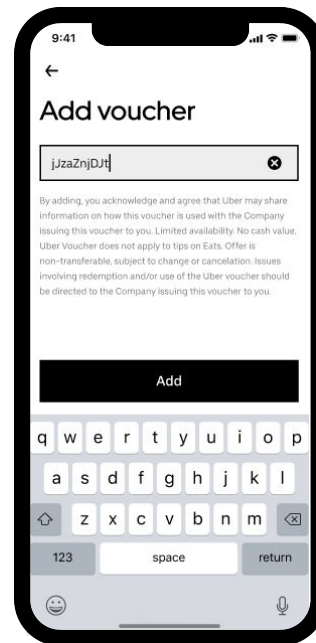 9:41
Add voucher
jJzaZnjDJt
By adding, you acknowledge and agree that Uber may share
information on how this voucher is used with the Company
issuing this voucher to you. Limited availability. No cash value.
Uber Voucher does not apply to tips on Eats. Offer is
non-transferable, subject to change or cancelation. Issues
involving redemption and/or use of the Uber voucher should
be directed to the Company issuing this voucher to you.
Add
q w e r t y u i o p
a s d f g h j k l
z x c v b n m
123 space return